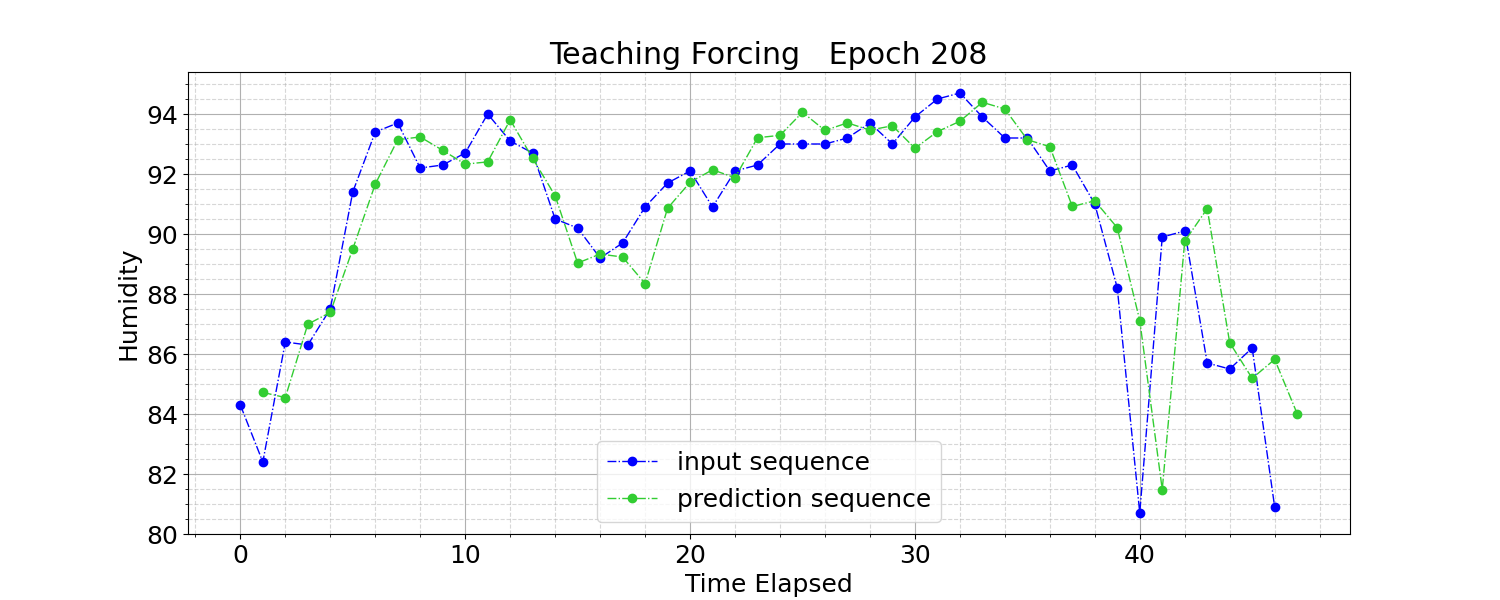 Teaching Forcing   Epoch 208
Humidity
94
92
90
88
86
84
82
80
input sequence
prediction sequence
0 10 20 30 40
Time Elapsed